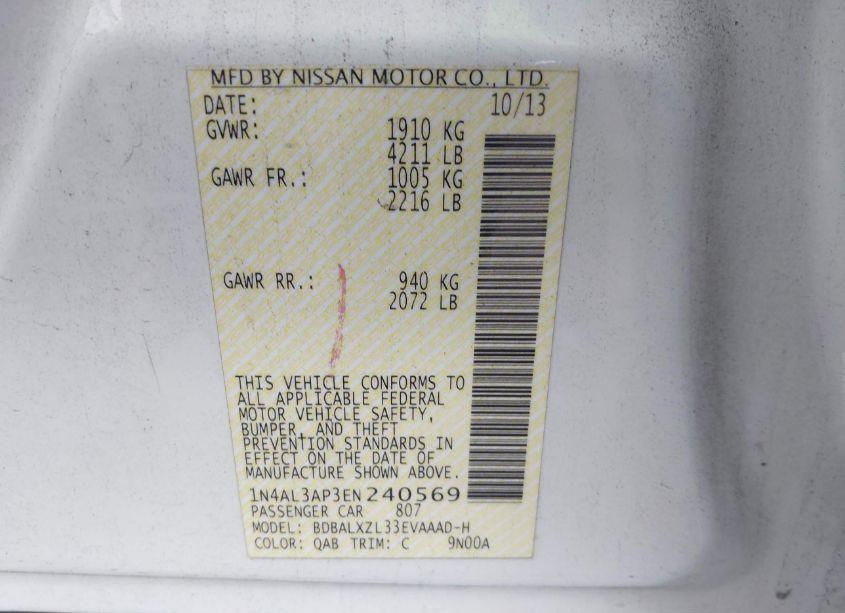 MFD BY NISSAN MOTOR CO., LTD.
DATE: 10/13
GVWR: 1910 KG
4211 LB
GAWR FR.: 1005 KG
2216 LB
GAWR RR.: 940 KG
2072 LB
THIS VEHICLE CONFORMS TO
ALL APPLICABLE FEDERAL
MOTOR VEHICLE SAFETY,
BUMPER, AND THEFT
PREVENTION STANDARDS IN
EFFECT ON THE DATE OF
MANUFACTURE SHOWN ABOVE.
1N4AL3AP3EN240569
PASSENGER CAR 807
MODEL: BDBALXZL33EVAAAD-H
COLOR: QAB TRIM: C 9N00A